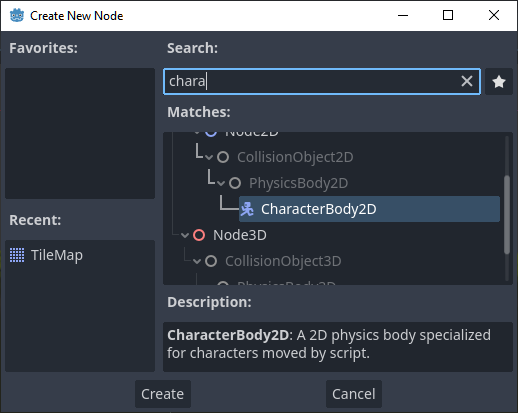 Create New Node
Favorites:
Search:
chara
Matches:
Node2D
CollisionObject2D
PhysicsBody2D
CharacterBody2D
Node3D
CollisionObject3D
PhysicsBody3D
Recent:
TileMap
Description:
CharacterBody2D: A 2D physics body specialized
for characters moved by script.
Create
Cancel